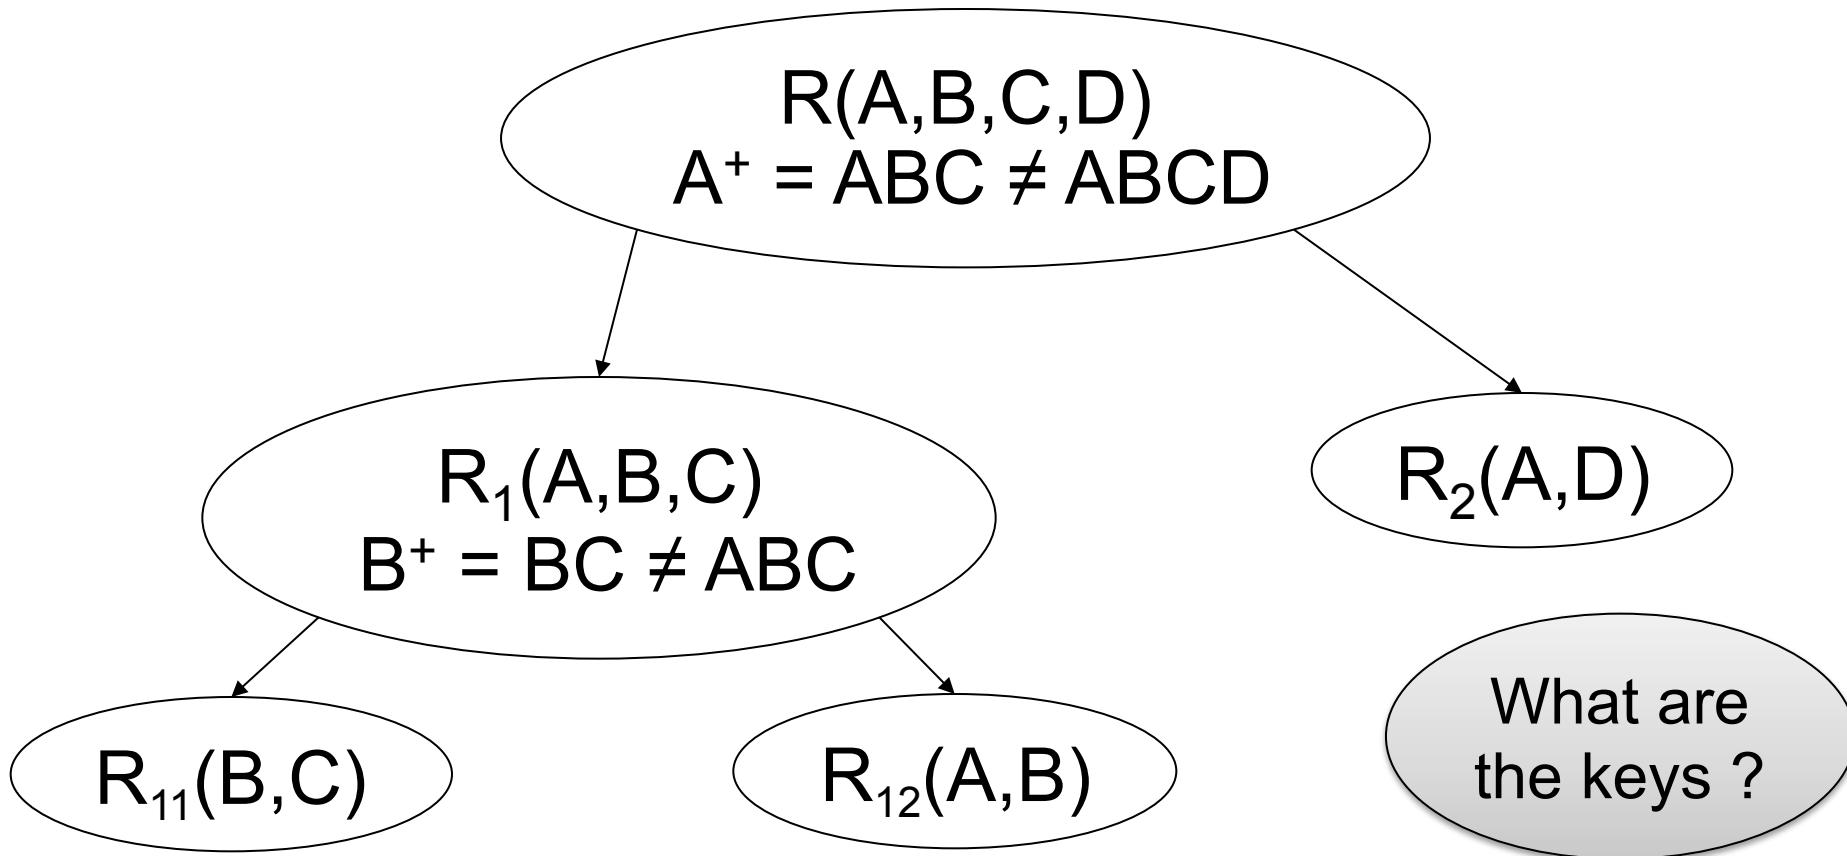 R(A,B,C,D)
A⁺ = ABC ≠ ABCD
R₁(A,B,C)
B⁺ = BC ≠ ABC
R₂(A,D)
R₁₁(B,C)
R₁₂(A,B)
What are
the keys ?